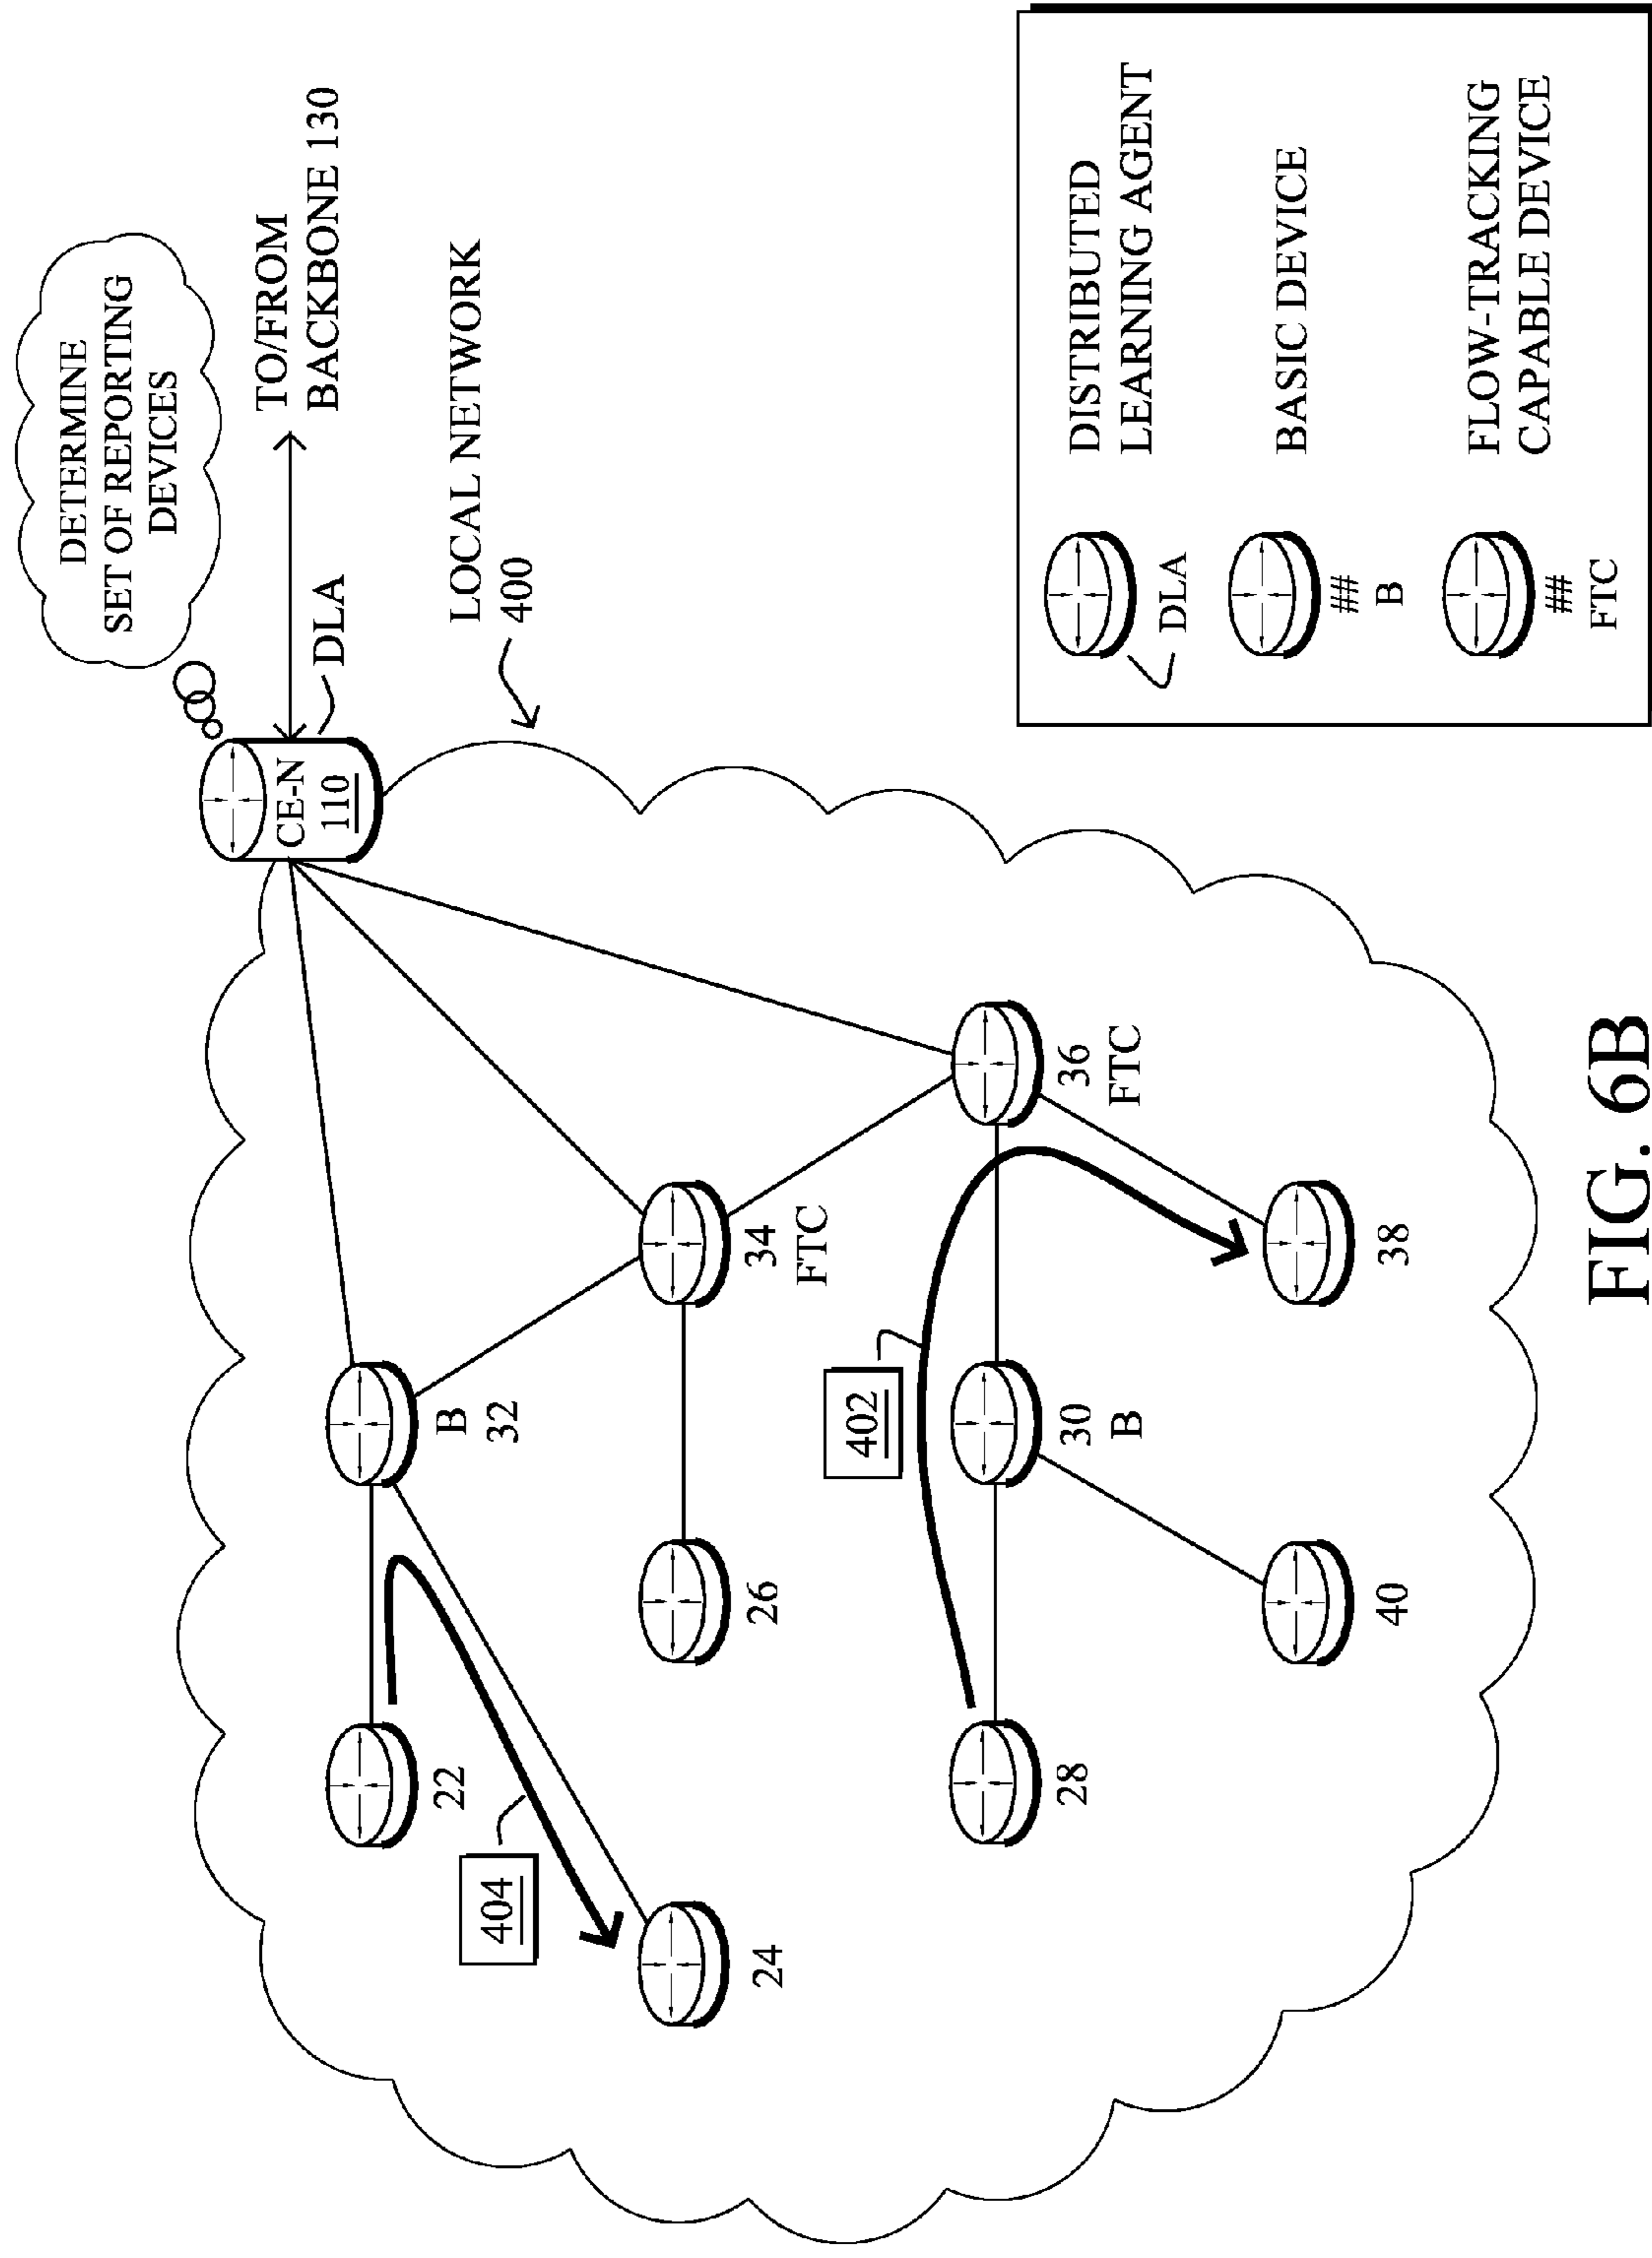 DETERMINE
SET OF REPORTING
DEVICES
TO/FROM
BACKBONE 130
CE-N
110
DLA
LOCAL NETWORK
400
B
32
22
404
24
34
FTC
26
402
36
FTC
30
B
28
38
40
DLA
DISTRIBUTED
LEARNING AGENT
##
B
BASIC DEVICE
##
FTC
FLOW-TRACKING
CAPABLE DEVICE
FIG. 6B